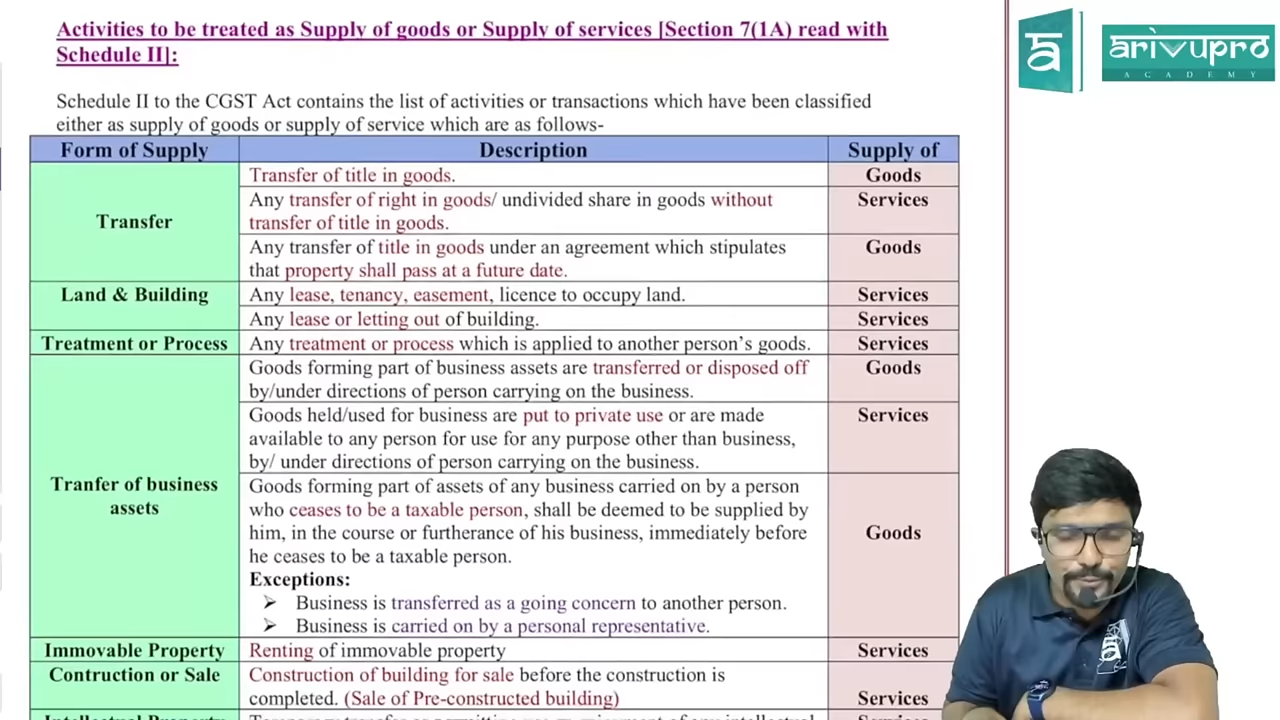 Activities to be treated as Supply of goods or Supply of services [Section 7(1A) read with
Schedule II]:
Schedule II to the CGST Act contains the list of activities or transactions which have been classified
either as supply of goods or supply of service which are as follows-
Form of Supply
Description
Supply of
Transfer
Transfer of title in goods.
Goods
Any transfer of right in goods/ undivided share in goods without
transfer of title in goods.
Services
Any transfer of title in goods under an agreement which stipulates
that property shall pass at a future date.
Goods
Land & Building
Any lease, tenancy, easement, licence to occupy land.
Services
Any lease or letting out of building.
Services
Treatment or Process
Any treatment or process which is applied to another person's goods.
Services
Tranfer of business
assets
Goods forming part of business assets are transferred or disposed off
by/under directions of person carrying on the business.
Goods
Goods held/used for business are put to private use or are made
available to any person for use for any purpose other than business,
by/ under directions of person carrying on the business.
Services
Goods forming part of assets of any business carried on by a person
who ceases to be a taxable person, shall be deemed to be supplied by
him, in the course or furtherance of his business, immediately before
he ceases to be a taxable person.
Exceptions:
➢ Business is transferred as a going concern to another person.
➢ Business is carried on by a personal representative.
Goods
Immovable Property
Renting of immovable property
Services
Contruction or Sale
Construction of building for sale before the construction is
completed. (Sale of Pre-constructed building)
Services
arivupro
ACADEMY